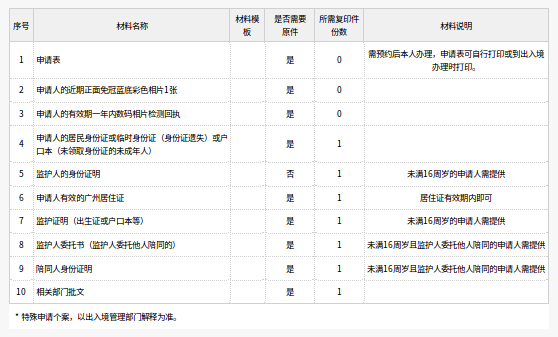 序号 材料名称 材料模板 是否需要原件 所需复印件份数 材料说明
1 申请表 是 0 需预约后本人办理，申请表可自行打印或到出入境办理时打印。
2 申请人的近期正面免冠蓝底彩色相片1张 是 0
3 申请人的有效期一年内数码相片检测回执 是 0
4 申请人的居民身份证或临时身份证（身份证遗失）或户口本（未领取身份证的未成年人） 是 1
5 监护人的身份证明 否 1 未满16周岁的申请人需提供
6 申请人有效的广州居住证 是 1 居住证有效期内即可
7 监护证明（出生证或户口本等） 是 1 未满16周岁的申请人需提供
8 监护人委托书（监护人委托他人陪同的） 是 1 未满16周岁且监护人委托他人陪同的申请人需提供
9 陪同人身份证明 是 1 未满16周岁且监护人委托他人陪同的申请人需提供
10 相关部门批文 是 1
* 特殊申请个案，以出入境管理部门解释为准。